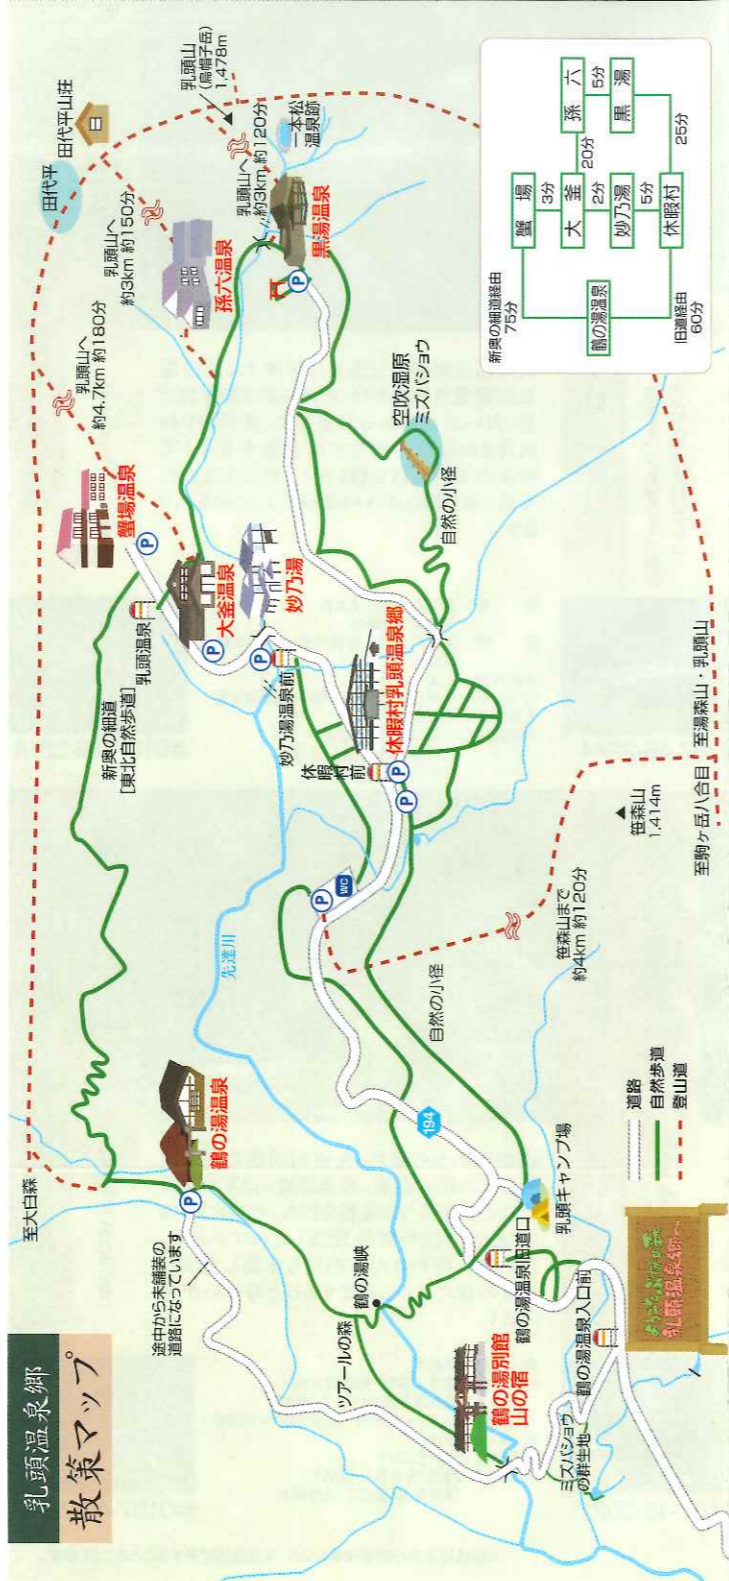 乳頭温泉郷
散策マップ
至大白森
途中から未舗装の
道路になっています
鶴の湯温泉
ツアールの森
鶴の湯峡
鶴の湯別館
山の宿
ミズバショウ
の群生地
鶴の湯温泉入口前
鶴の湯温泉旧道口
乳頭キャンプ場
ようこそ、ぶなの森
乳頭温泉郷へ
道路
自然歩道
登山道
194
自然の小径
先達川
新奥の細道
[東北自然歩道]
乳頭温泉
蟹場温泉
大釜温泉
妙乃湯
妙乃湯温泉前
休暇村前
休暇村乳頭温泉郷
P
P
P
P
P
P
P
P
WC
笹森山まで
約4km 約120分
笹森山
1,414m
至駒ヶ岳八合目
至湯森山・乳頭山
自然の小径
空吹湿原
ミズバショウ
乳頭山へ
約4.7km 約180分
乳頭山へ
約3km 約150分
田代平
田代平山荘
孫六温泉
黒湯温泉
乳頭山へ
約3km 約120分
一本松
温泉跡
乳頭山
(烏帽子岳)
1,478m
新奥の細道経由
75分
蟹場
3分
大釜
20分
孫六
5分
黒湯
2分
妙乃湯
5分
休暇村
25分
鶴の湯温泉
旧道経由
60分